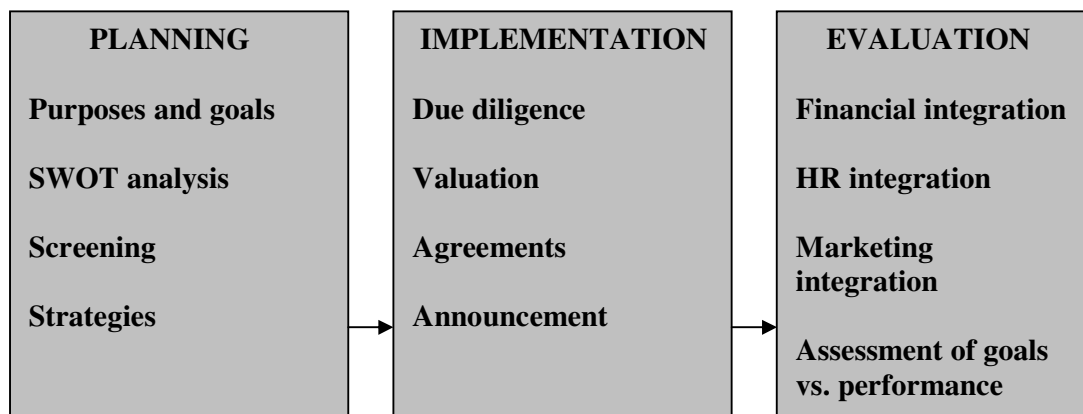 PLANNING
Purposes and goals
SWOT analysis
Screening
Strategies
IMPLEMENTATION
Due diligence
Valuation
Agreements
Announcement
EVALUATION
Financial integration
HR integration
Marketing
integration
Assessment of goals
vs. performance